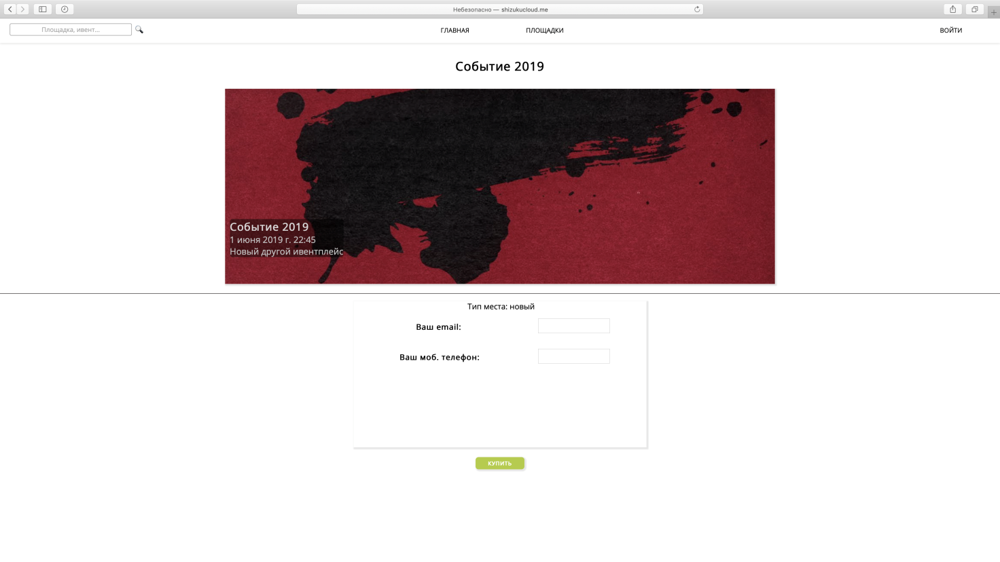 Небезопасно — shizukucloud.me
Площадка, ивент...
ГЛАВНАЯ
ПЛОЩАДКИ
ВОЙТИ
Событие 2019
Событие 2019
1 июня 2019 г. 22:45
Новый другой ивентплейс
Тип места: новый
Ваш email:
Ваш моб. телефон:
КУПИТЬ